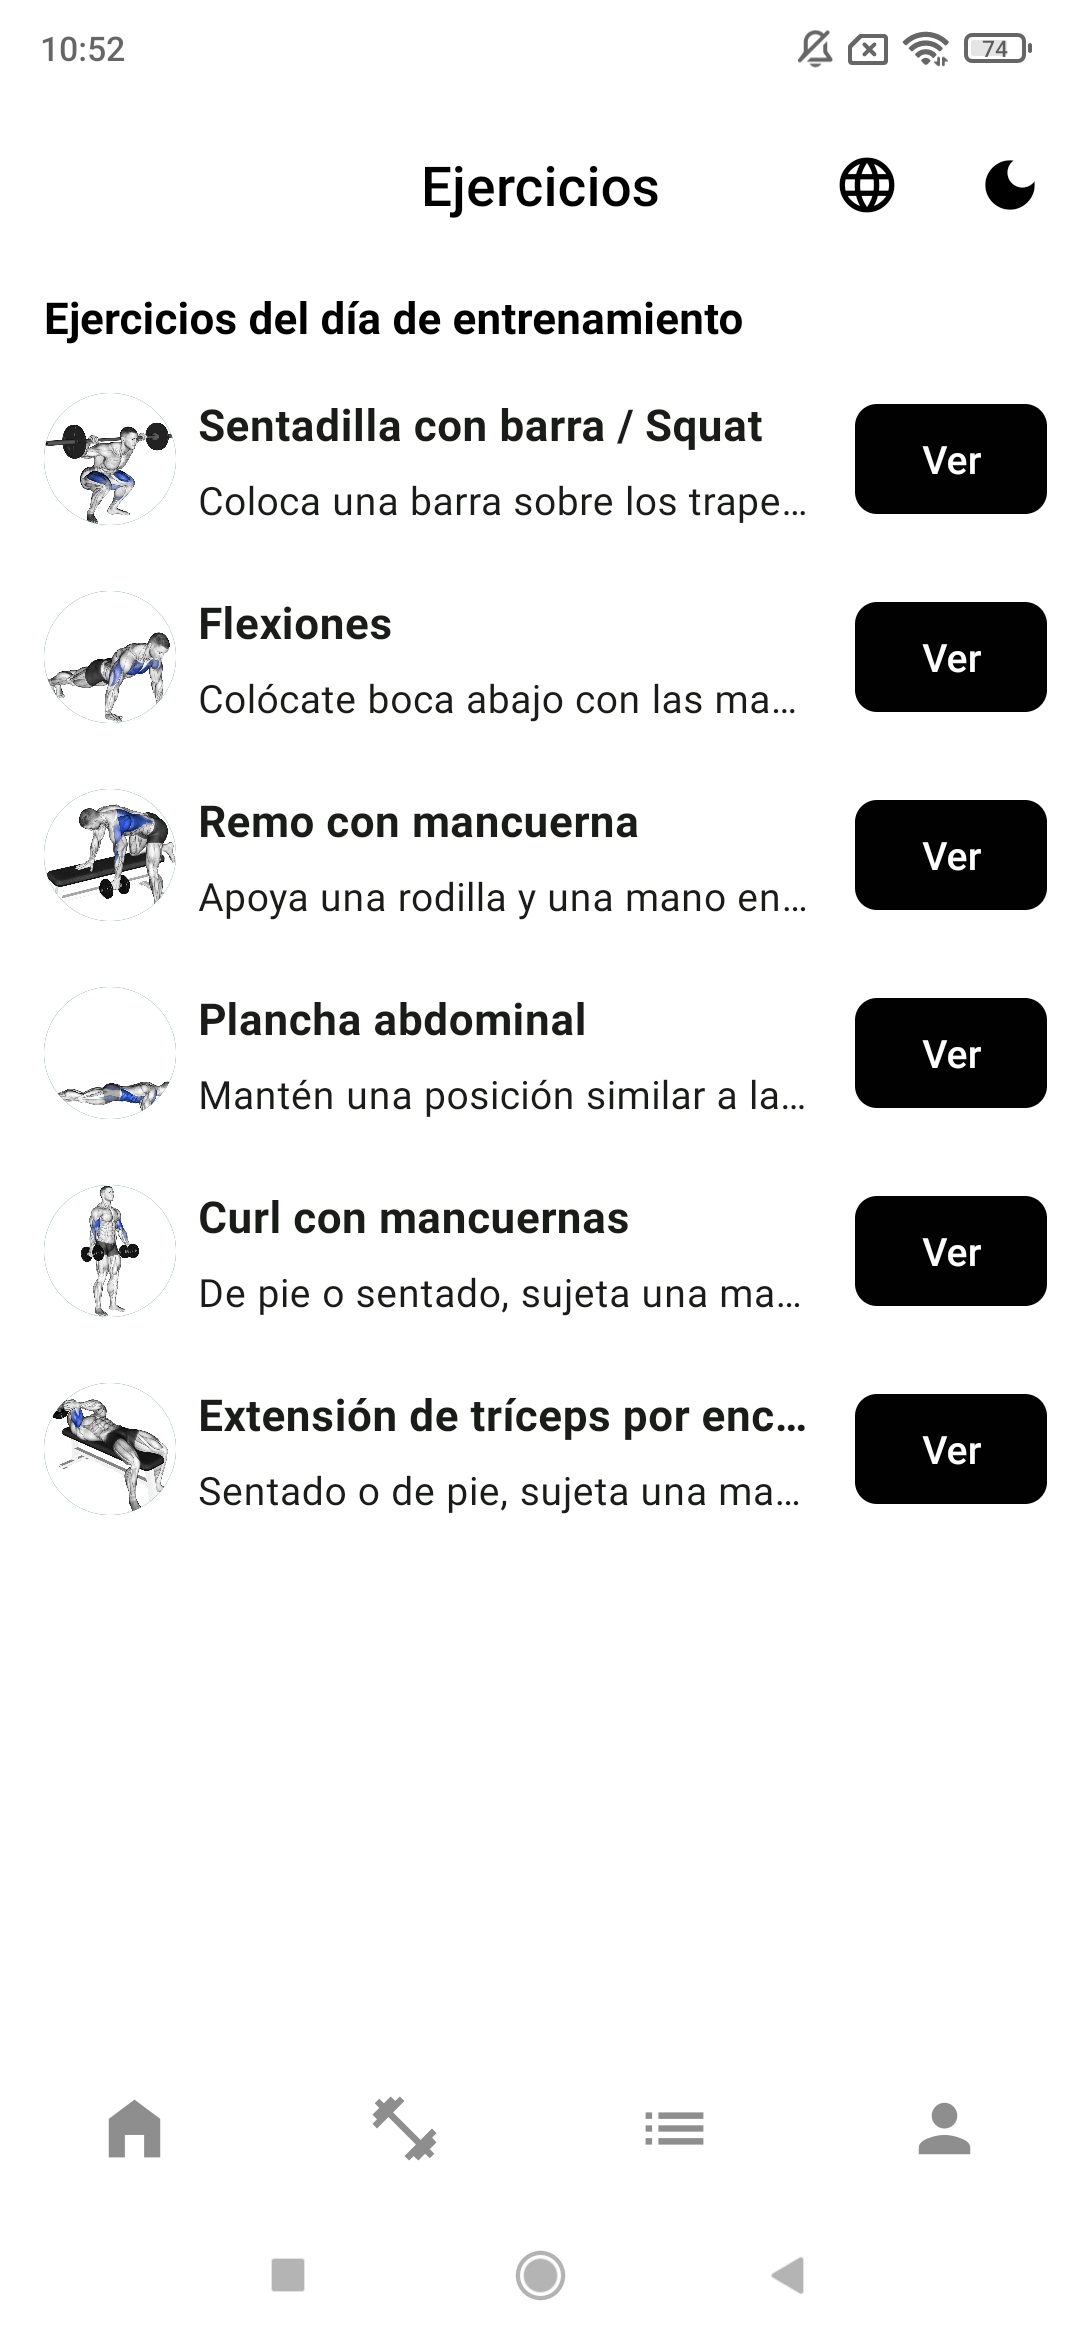 10:52
74
Ejercicios
Ejercicios del día de entrenamiento
Sentadilla con barra / Squat
Coloca una barra sobre los trape...
Ver
Flexiones
Colócate boca abajo con las ma...
Ver
Remo con mancuerna
Apoya una rodilla y una mano en...
Ver
Plancha abdominal
Mantén una posición similar a la...
Ver
Curl con mancuernas
De pie o sentado, sujeta una ma...
Ver
Extensión de tríceps por enc...
Sentado o de pie, sujeta una ma...
Ver